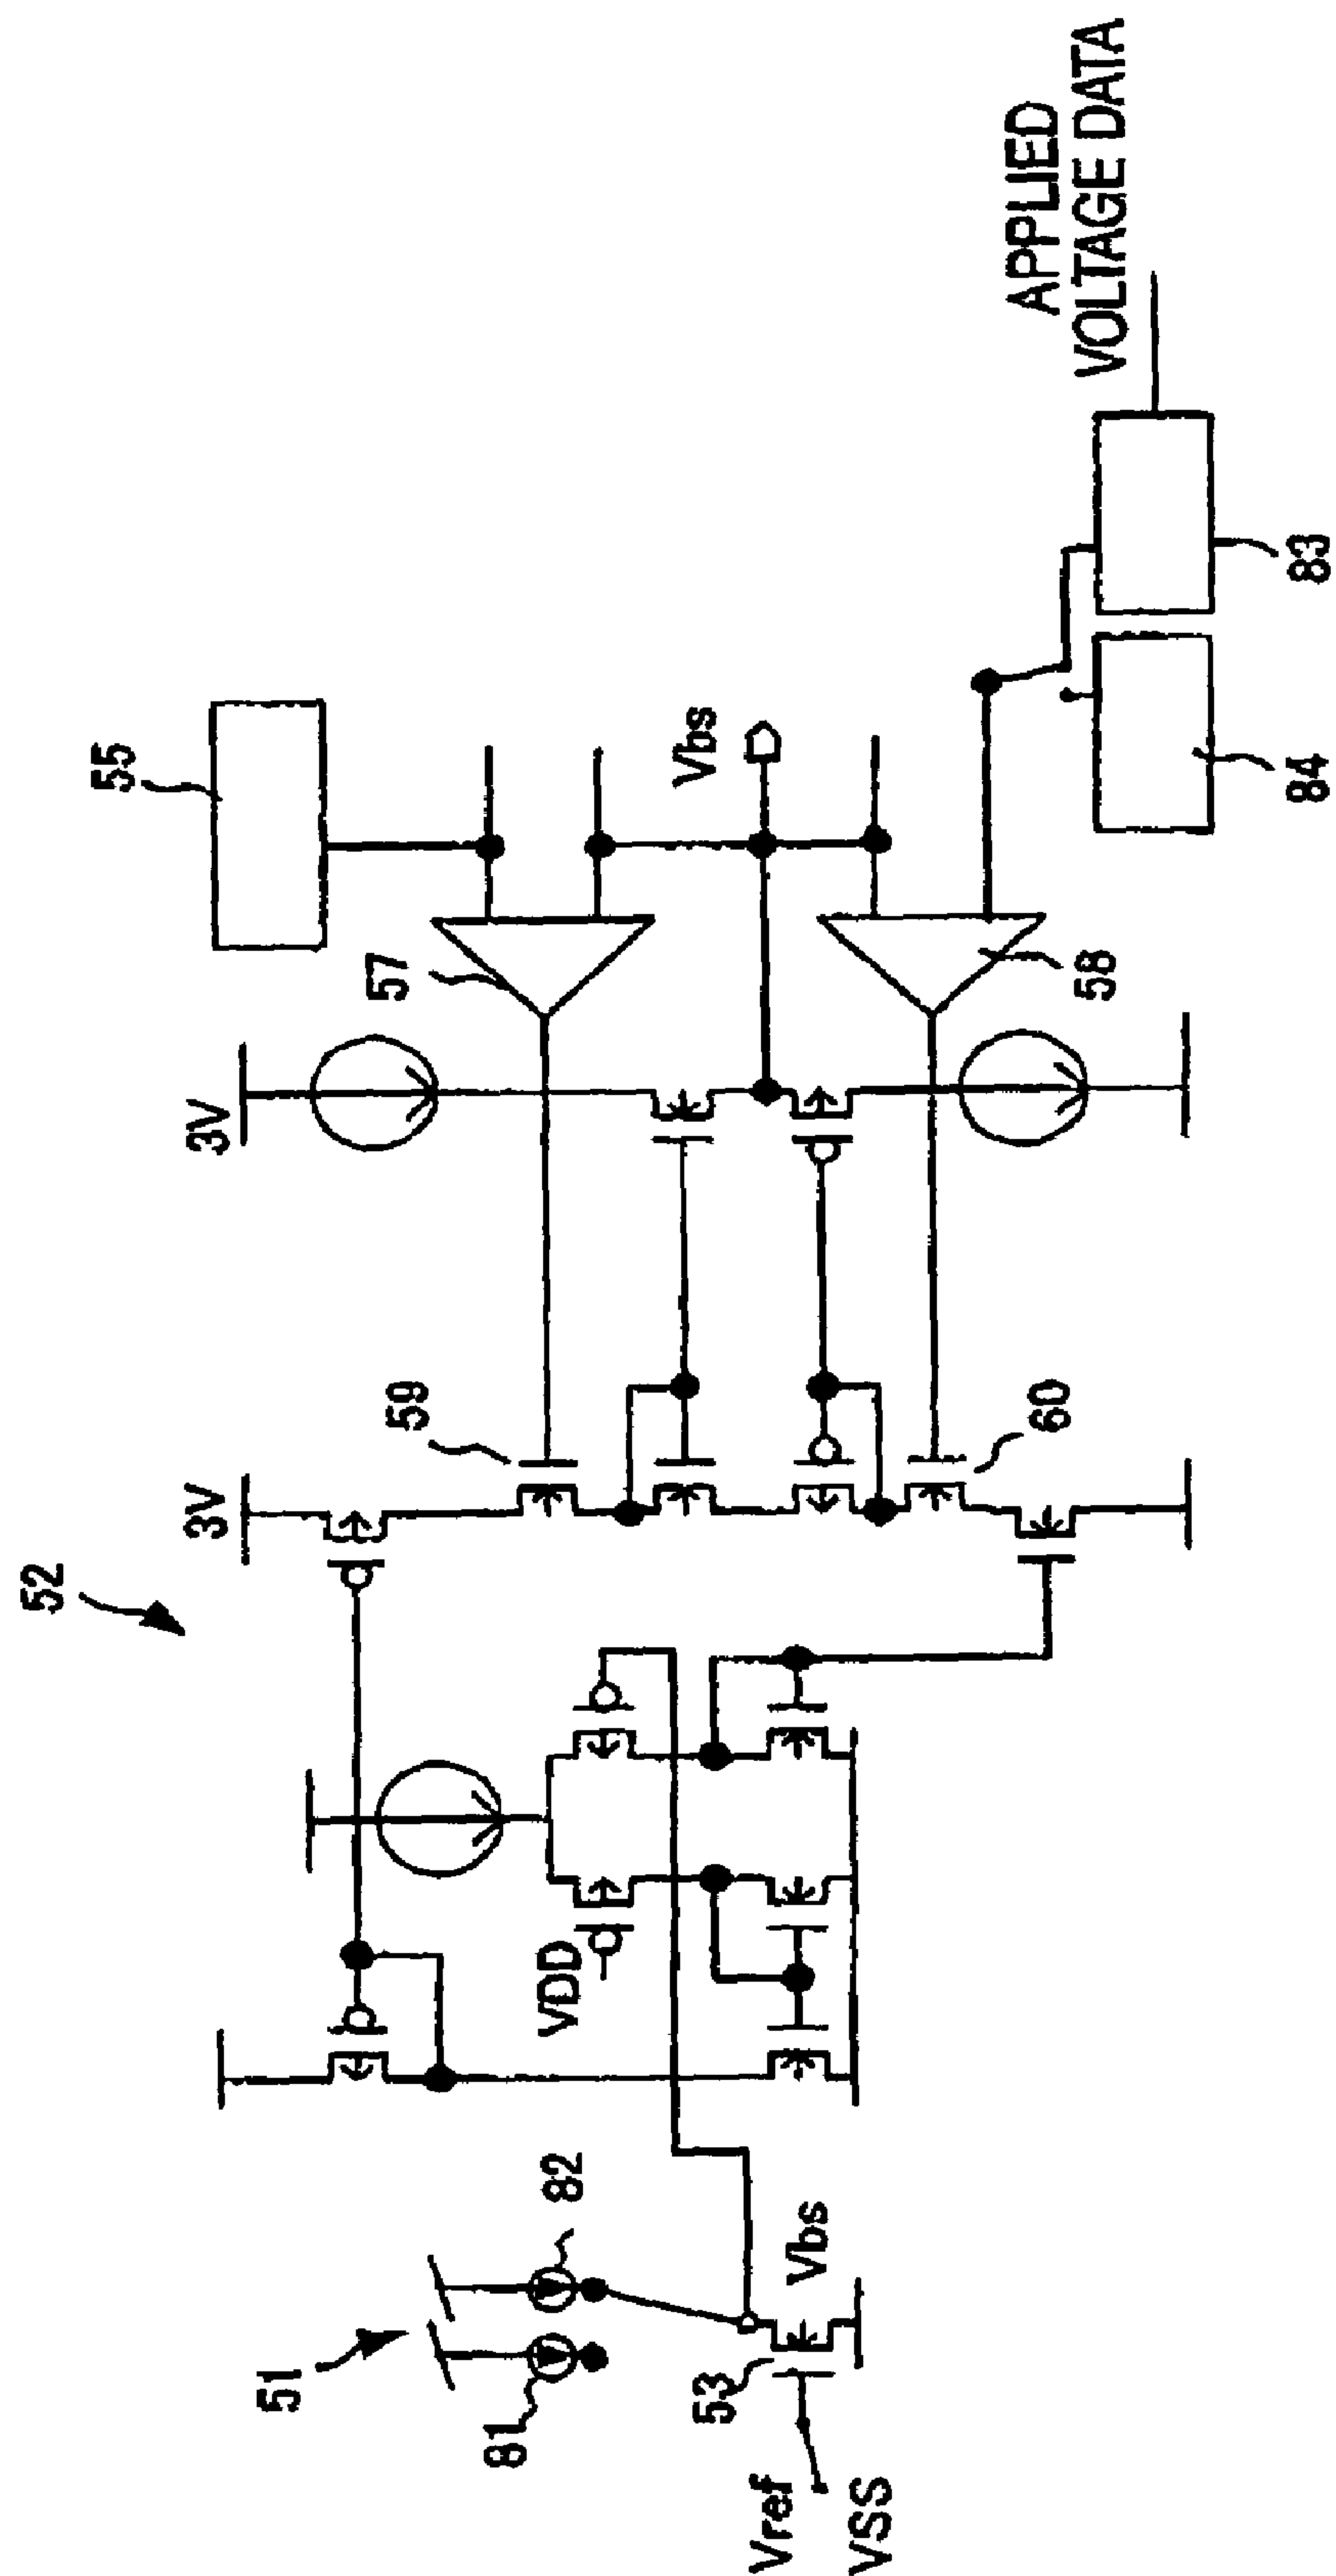 52
55
3V
3V
59
57
51
82
81
VDD
Vbs
APPLIED
VOLTAGE DATA
53
Vbs
Vref
VSS
60
58
84
83